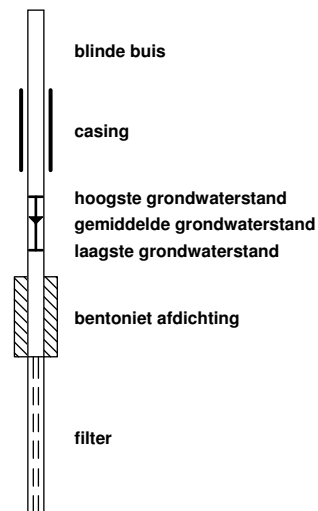 blinde buis
casing
hoogste grondwaterstand
gemiddelde grondwaterstand
laagste grondwaterstand
bentoniet afdichting
filter